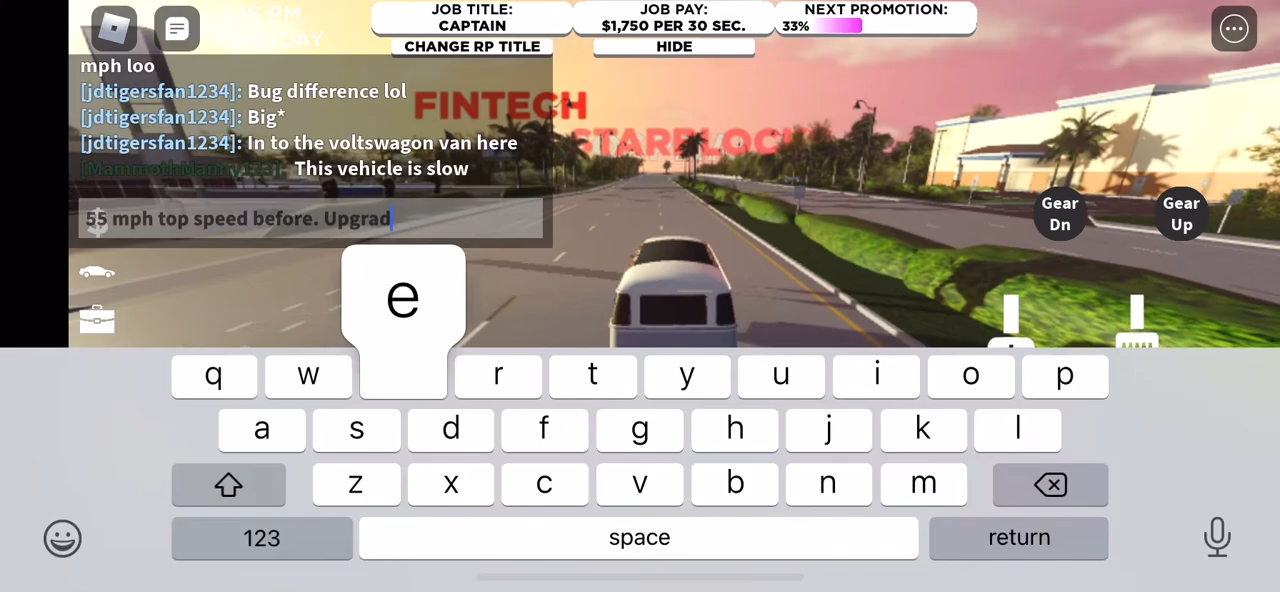 JOB TITLE:
CAPTAIN
JOB PAY:
$1,750 PER 30 SEC.
NEXT PROMOTION:
33%
CHANGE RP TITLE
HIDE
mph loo
[jdtigersfan1234]: Bug difference lol
[jdtigersfan1234]: Big*
[jdtigersfan1234]: In to the voltswagon van here
[MammothManny123]: This vehicle is slow
55 mph top speed before. Upgrad
FINTECH
Gear Dn
Gear Up
e
q w r t y u i o p
a s d f g h j k l
z x c v b n m
123 space return